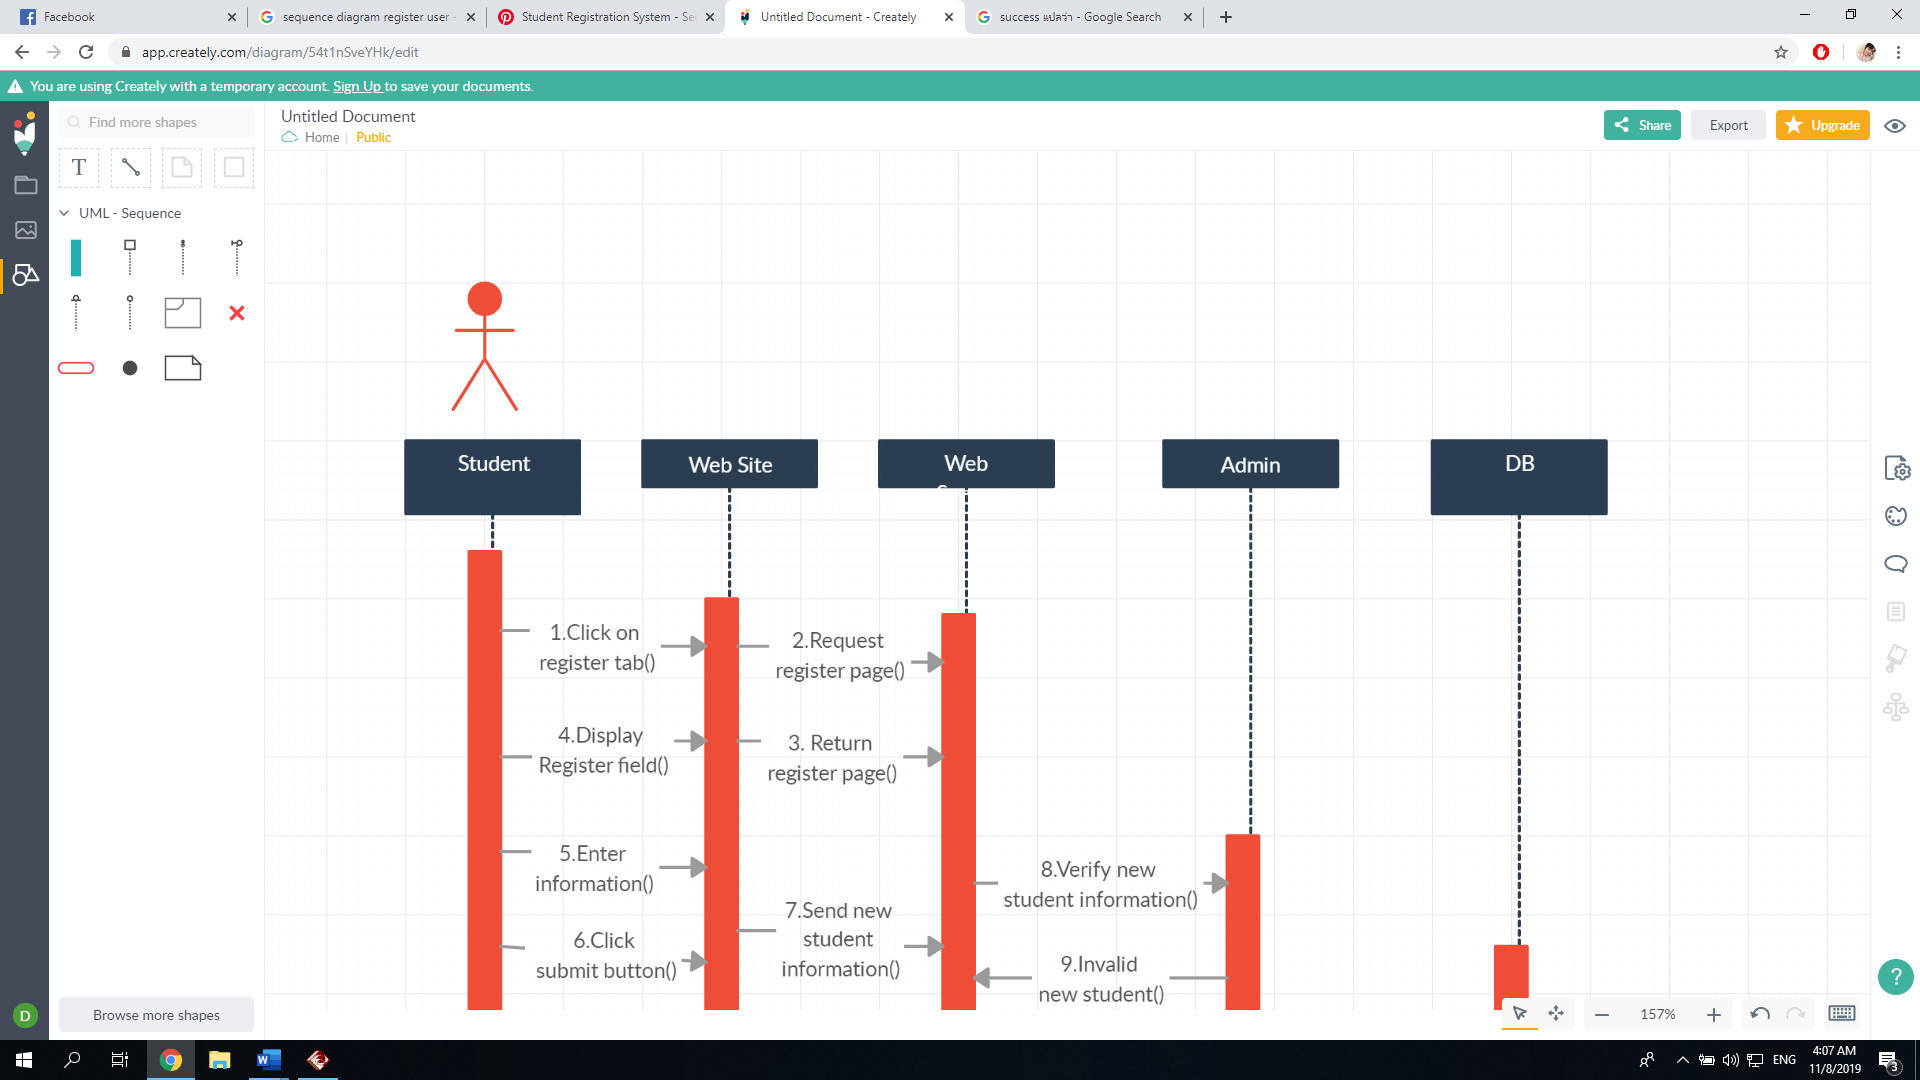 Facebook
sequence diagram register user -
Student Registration System - Se
Untitled Document - Creately
success แปลว่า - Google Search
app.creately.com/diagram/54t1nSveYHk/edit
You are using Creately with a temporary account. Sign Up to save your documents.
Find more shapes
Untitled Document
Home | Public
Share
Export
Upgrade
T
UML - Sequence
Student
Web Site
Web
Admin
DB
1.Click on
register tab()
2.Request
register page()
4.Display
Register field()
3. Return
register page()
5.Enter
information()
8.Verify new
student information()
7.Send new
student
information()
6.Click
submit button()
9.Invalid
new student()
?
D
Browse more shapes
157%
ENG
4:07 AM
11/8/2019
3